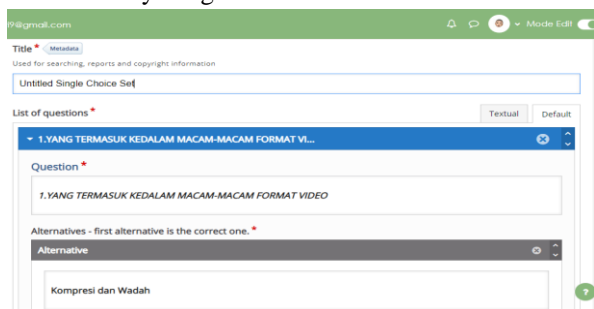 9@gmail.com Mode Edit
Title * Metadata
Used for searching, reports and copyright information
Untitled Single Choice Set
List of questions * Textual Default
1.YANG TERMASUK KEDALAM MACAM-MACAM FORMAT VI...
Question *
1.YANG TERMASUK KEDALAM MACAM-MACAM FORMAT VIDEO
Alternatives - first alternative is the correct one. *
Alternative
Kompresi dan Wadah
?